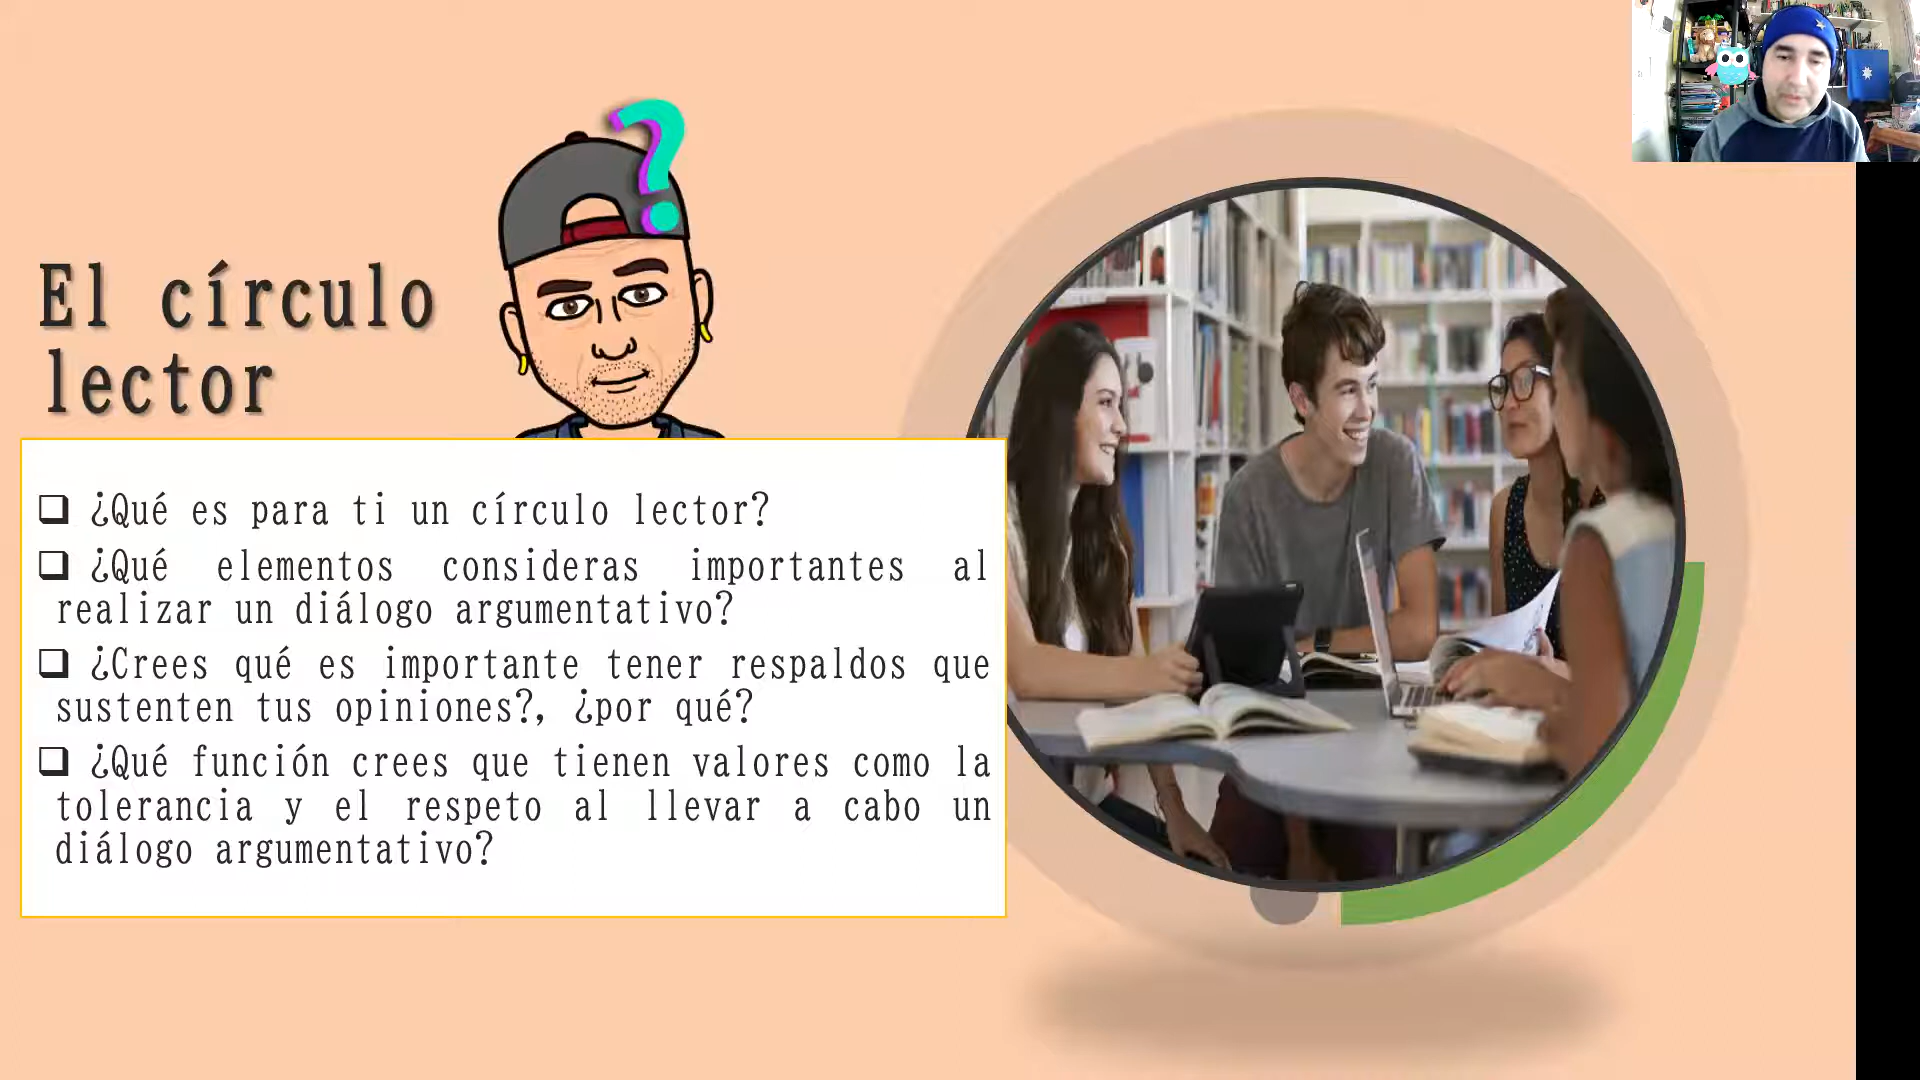 El círculo
lector
?
❑ ¿Qué es para ti un círculo lector?
❑ ¿Qué elementos consideras importantes al
realizar un diálogo argumentativo?
❑ ¿Crees qué es importante tener respaldos que
sustenten tus opiniones?, ¿por qué?
❑ ¿Qué función crees que tienen valores como la
tolerancia y el respeto al llevar a cabo un
diálogo argumentativo?